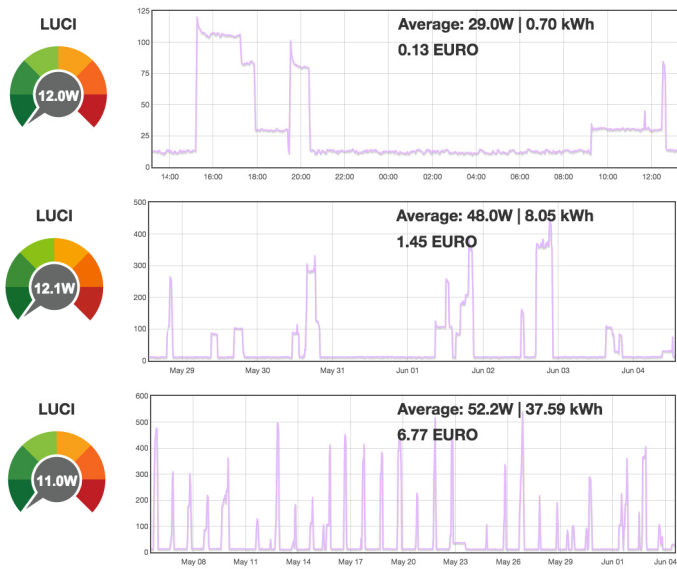 LUCI
12.0W
Average: 29.0W | 0.70 kWh
0.13 EURO
125
100
75
50
25
0
14:00 16:00 18:00 20:00 22:00 00:00 02:00 04:00 06:00 08:00 10:00 12:00
LUCI
12.1W
Average: 48.0W | 8.05 kWh
1.45 EURO
500
400
300
200
100
0
May 29 May 30 May 31 Jun 01 Jun 02 Jun 03 Jun 04
LUCI
11.0W
Average: 52.2W | 37.59 kWh
6.77 EURO
600
500
400
300
200
100
0
May 08 May 11 May 14 May 17 May 20 May 23 May 26 May 29 Jun 01 Jun 04